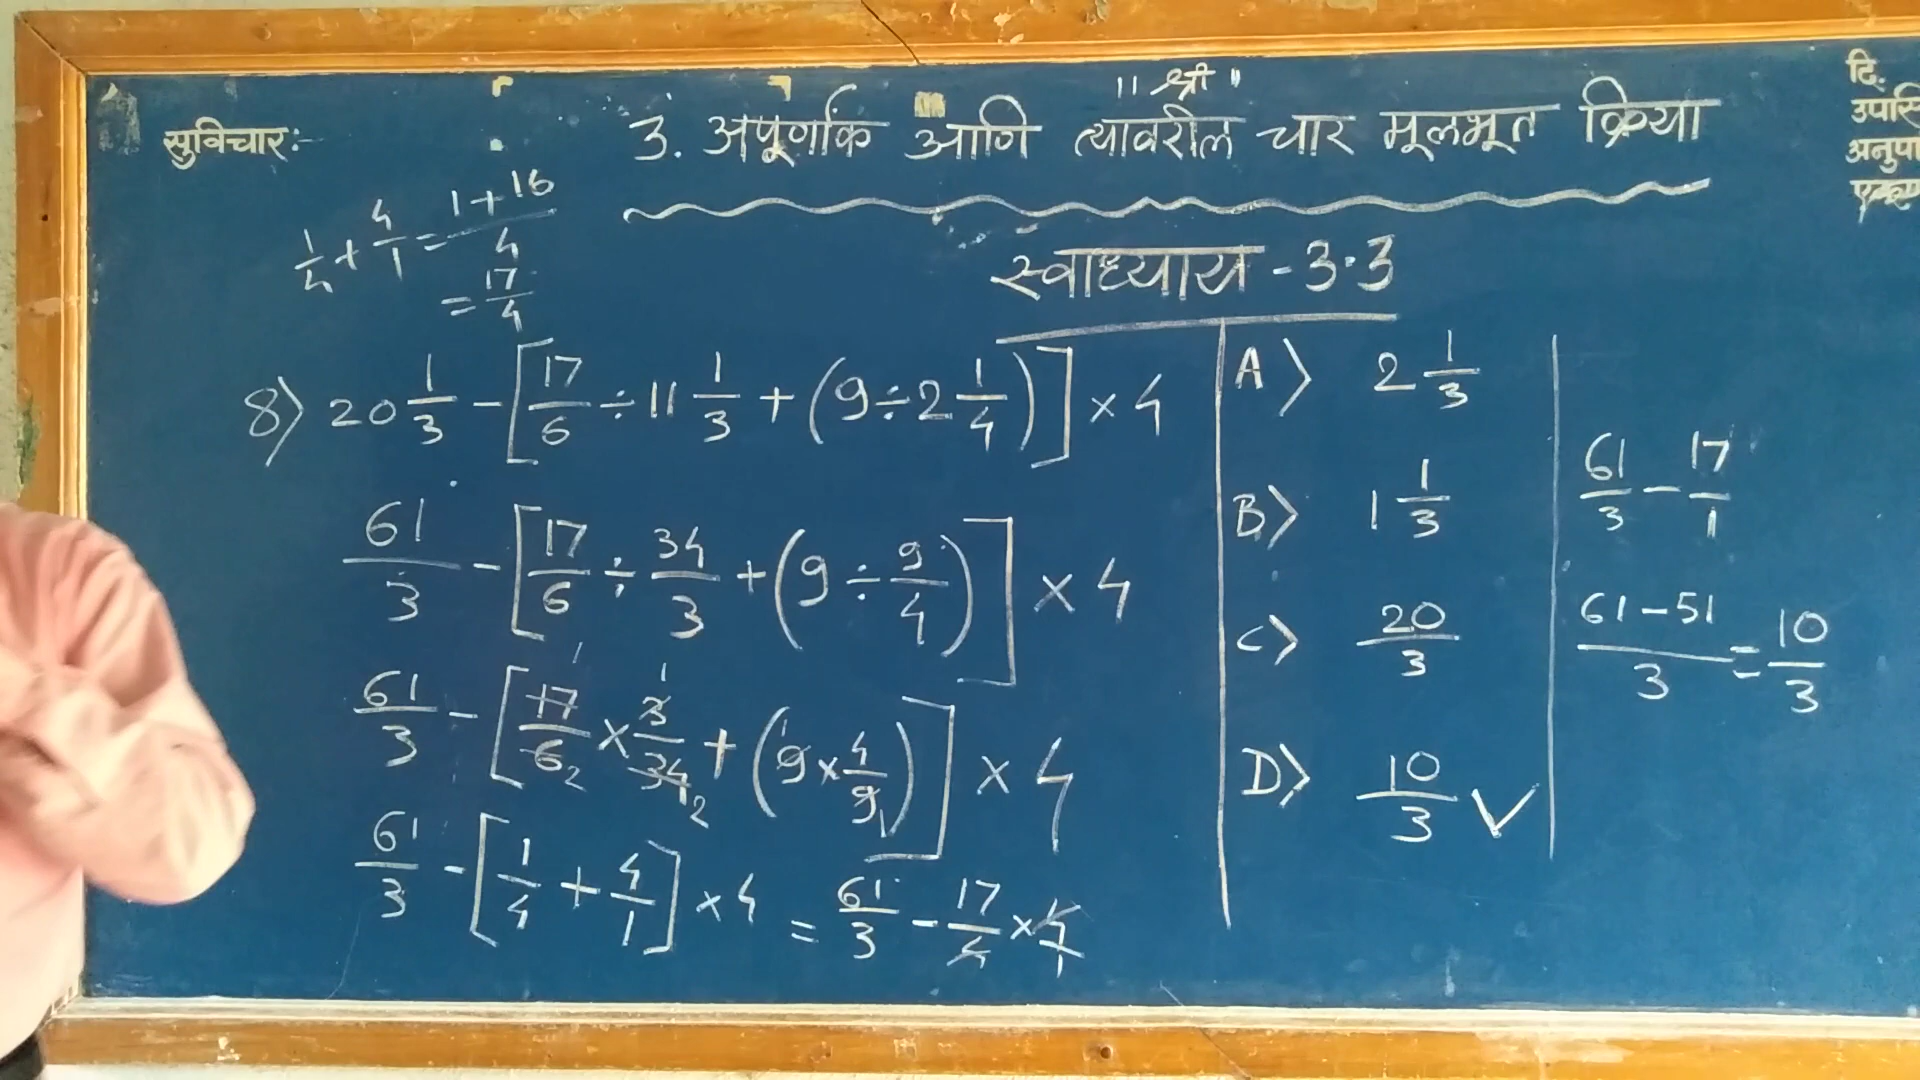 ॥ श्री ॥
सुविचार:-
3. अपूर्णांक आणि त्यावरील चार मूलभूत क्रिया
दि.
अनुपा
एकूण
स्वाध्याय - 3.3
1/4 + 4/1 = 1+16/4
= 17/4
8) 20 1/3 - [17/6 ÷ 11 1/3 + (9 ÷ 2 1/4)] × 4
61/3 - [17/6 ÷ 34/3 + (9 ÷ 9/4)] × 4
61/3 - [17/6 × 3/34 + (9 × 4/9)] × 4
61/3 - [1/4 + 4/1] × 4 = 61/3 - 17/4 × 4/1
A) 2 1/3
B) 1 1/3
C) 20/3
D) 10/3 ✓
61/3 - 17/1
61-51/3 = 10/3